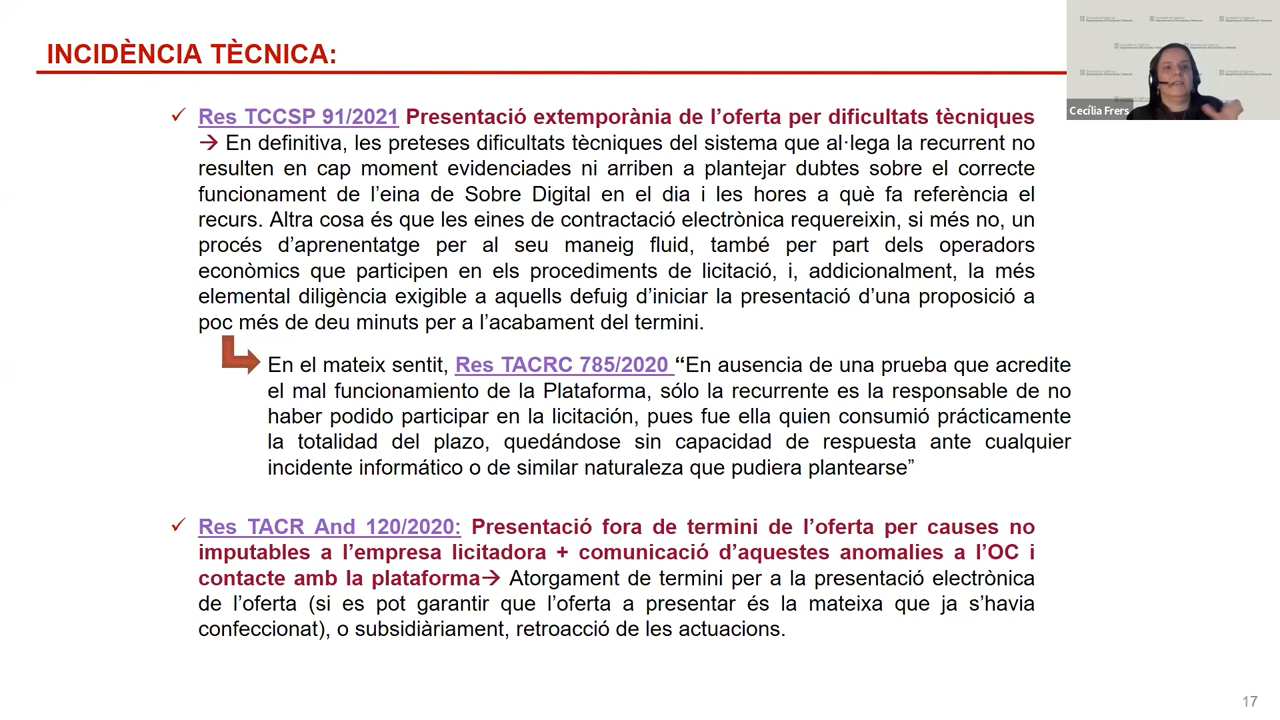 INCIDÈNCIA TÈCNICA:
Cecília Frers
✓ Res TCCSP 91/2021 Presentació extemporània de l’oferta per dificultats tècniques
→ En definitiva, les preteses dificultats tècniques del sistema que al·lega la recurrent no
resulten en cap moment evidenciades ni arriben a plantejar dubtes sobre el correcte
funcionament de l’eina de Sobre Digital en el dia i les hores a què fa referència el
recurs. Altra cosa és que les eines de contractació electrònica requereixin, si més no, un
procés d’aprenentatge per al seu maneig fluid, també per part dels operadors
econòmics que participen en els procediments de licitació, i, addicionalment, la més
elemental diligència exigible a aquells defuig d’iniciar la presentació d’una proposició a
poc més de deu minuts per a l’acabament del termini.
En el mateix sentit, Res TACRC 785/2020 “En ausencia de una prueba que acredite
el mal funcionamiento de la Plataforma, sólo la recurrente es la responsable de no
haber podido participar en la licitación, pues fue ella quien consumió prácticamente
la totalidad del plazo, quedándose sin capacidad de respuesta ante cualquier
incidente informático o de similar naturaleza que pudiera plantearse”
✓ Res TACR And 120/2020: Presentació fora de termini de l’oferta per causes no
imputables a l’empresa licitadora + comunicació d’aquestes anomalies a l’OC i
contacte amb la plataforma→ Atorgament de termini per a la presentació electrònica
de l’oferta (si es pot garantir que l’oferta a presentar és la mateixa que ja s’havia
confeccionat), o subsidiàriament, retroacció de les actuacions.
17